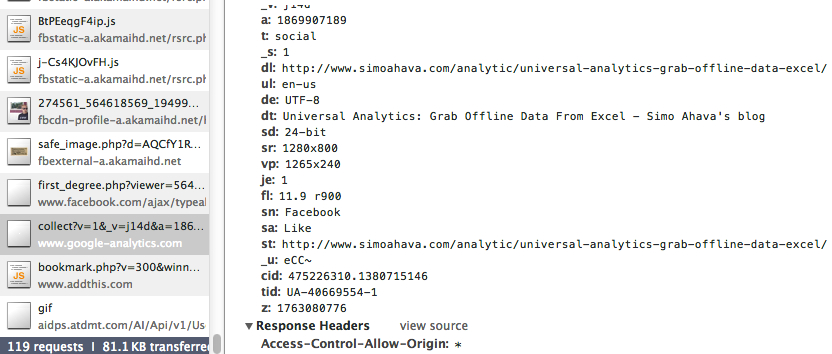 BtPEeqgF4ip.js
fbstatic-a.akamaihd.net/rsrc.ph
j-Cs4KJOvFH.js
fbstatic-a.akamaihd.net/rsrc.ph
274561_564618569_19499...
fbcdn-profile-a.akamaihd.net/h
safe_image.php?d=AQCfY1R...
fbexternal-a.akamaihd.net
first_degree.php?viewer=564...
www.facebook.com/ajax/typeal
collect?v=1&_v=j14d&a=186...
www.google-analytics.com
bookmark.php?v=300&winn...
www.addthis.com
gif
aidps.atdmt.com/AI/Api/v1/Us
119 requests | 81.1 KB transferred
_v: j14d
a: 1869907189
t: social
_s: 1
dl: http://www.simoahava.com/analytic/universal-analytics-grab-offline-data-excel/
ul: en-us
de: UTF-8
dt: Universal Analytics: Grab Offline Data From Excel - Simo Ahava's blog
sd: 24-bit
sr: 1280x800
vp: 1265x240
je: 1
fl: 11.9 r900
sn: Facebook
sa: Like
st: http://www.simoahava.com/analytic/universal-analytics-grab-offline-data-excel/
_u: eCC~
cid: 475226310.1380715146
tid: UA-40669554-1
z: 1763080776
▼Response Headers view source
Access-Control-Allow-Origin: *